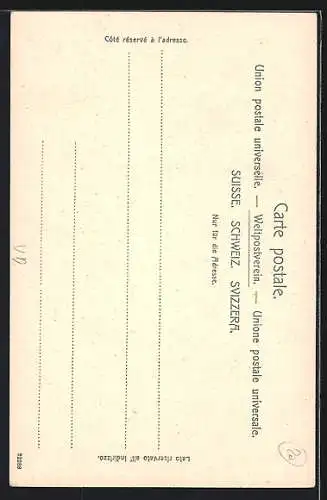 Carte postale.
Union postale universelle. — Weltpostverein. — Unione postale universale.
SUISSE. SCHWEIZ. SVIZZERA.
Nur für die Adresse.
Côté réservé à l'adresse.
Lato riservato all' indirizzo.